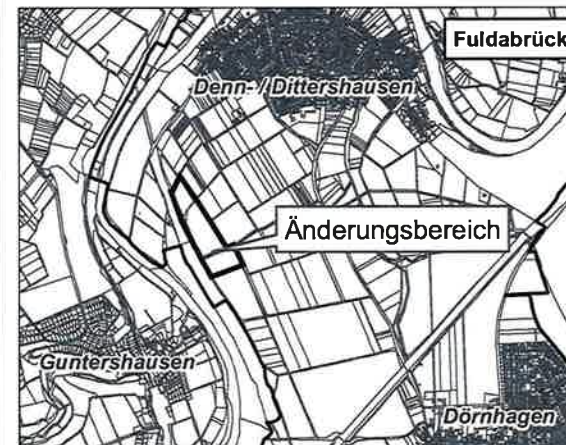 Fuldabrück
Denn- / Dittershausen
Änderungsbereich
Guntershausen
Dörnhagen